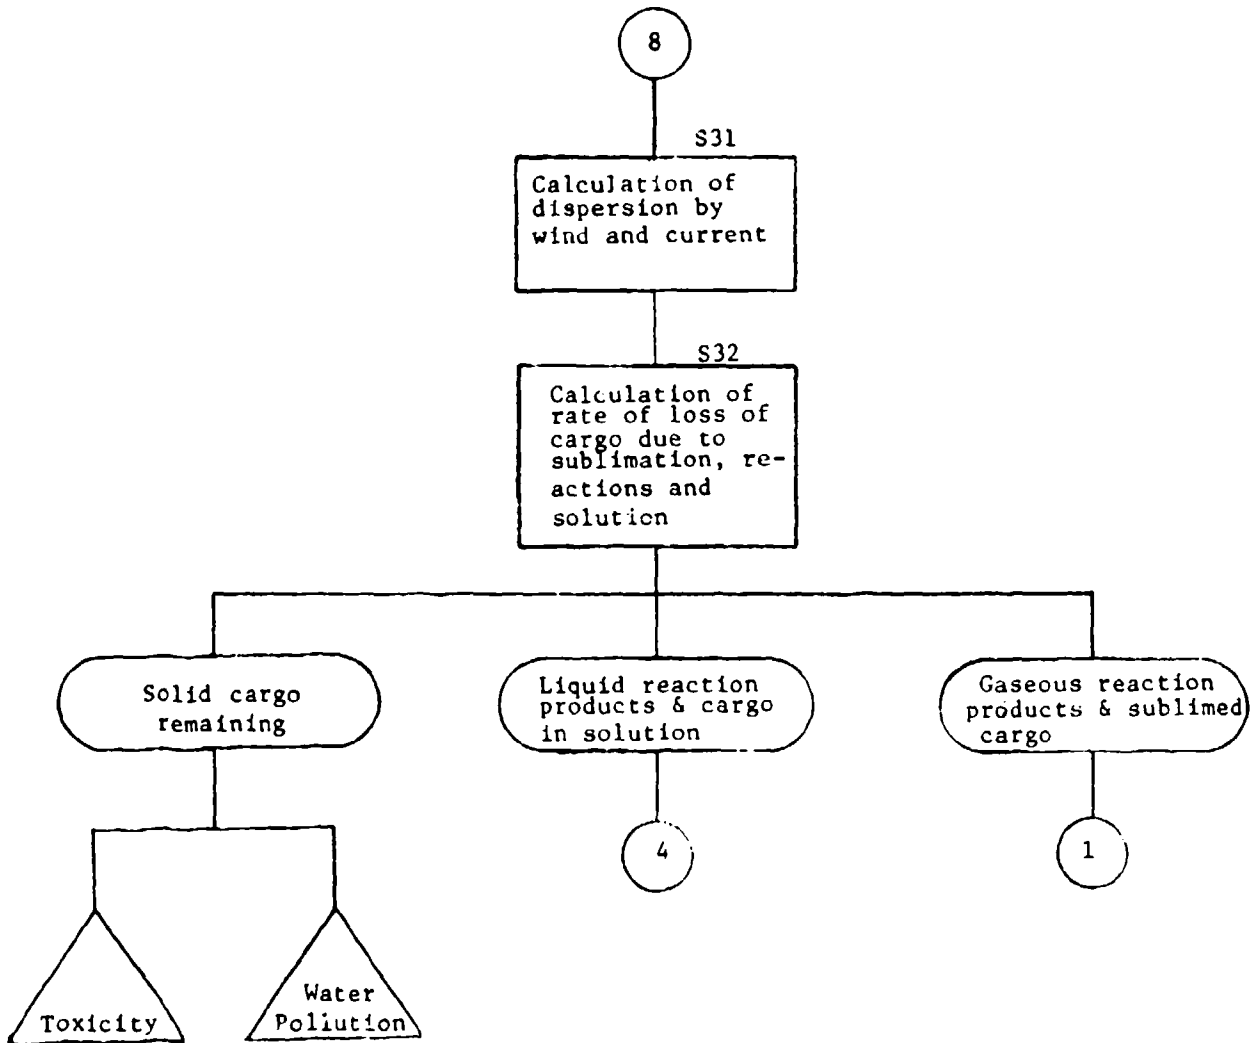 8
S31
Calculation of
dispersion by
wind and current
S32
Calculation of
rate of loss of
cargo due to
sublimation, re-
actions and
solution
Solid cargo
remaining
Liquid reaction
products & cargo
in solution
Gaseous reaction
products & sublimed
cargo
4
1
Toxicity
Water
Pollution